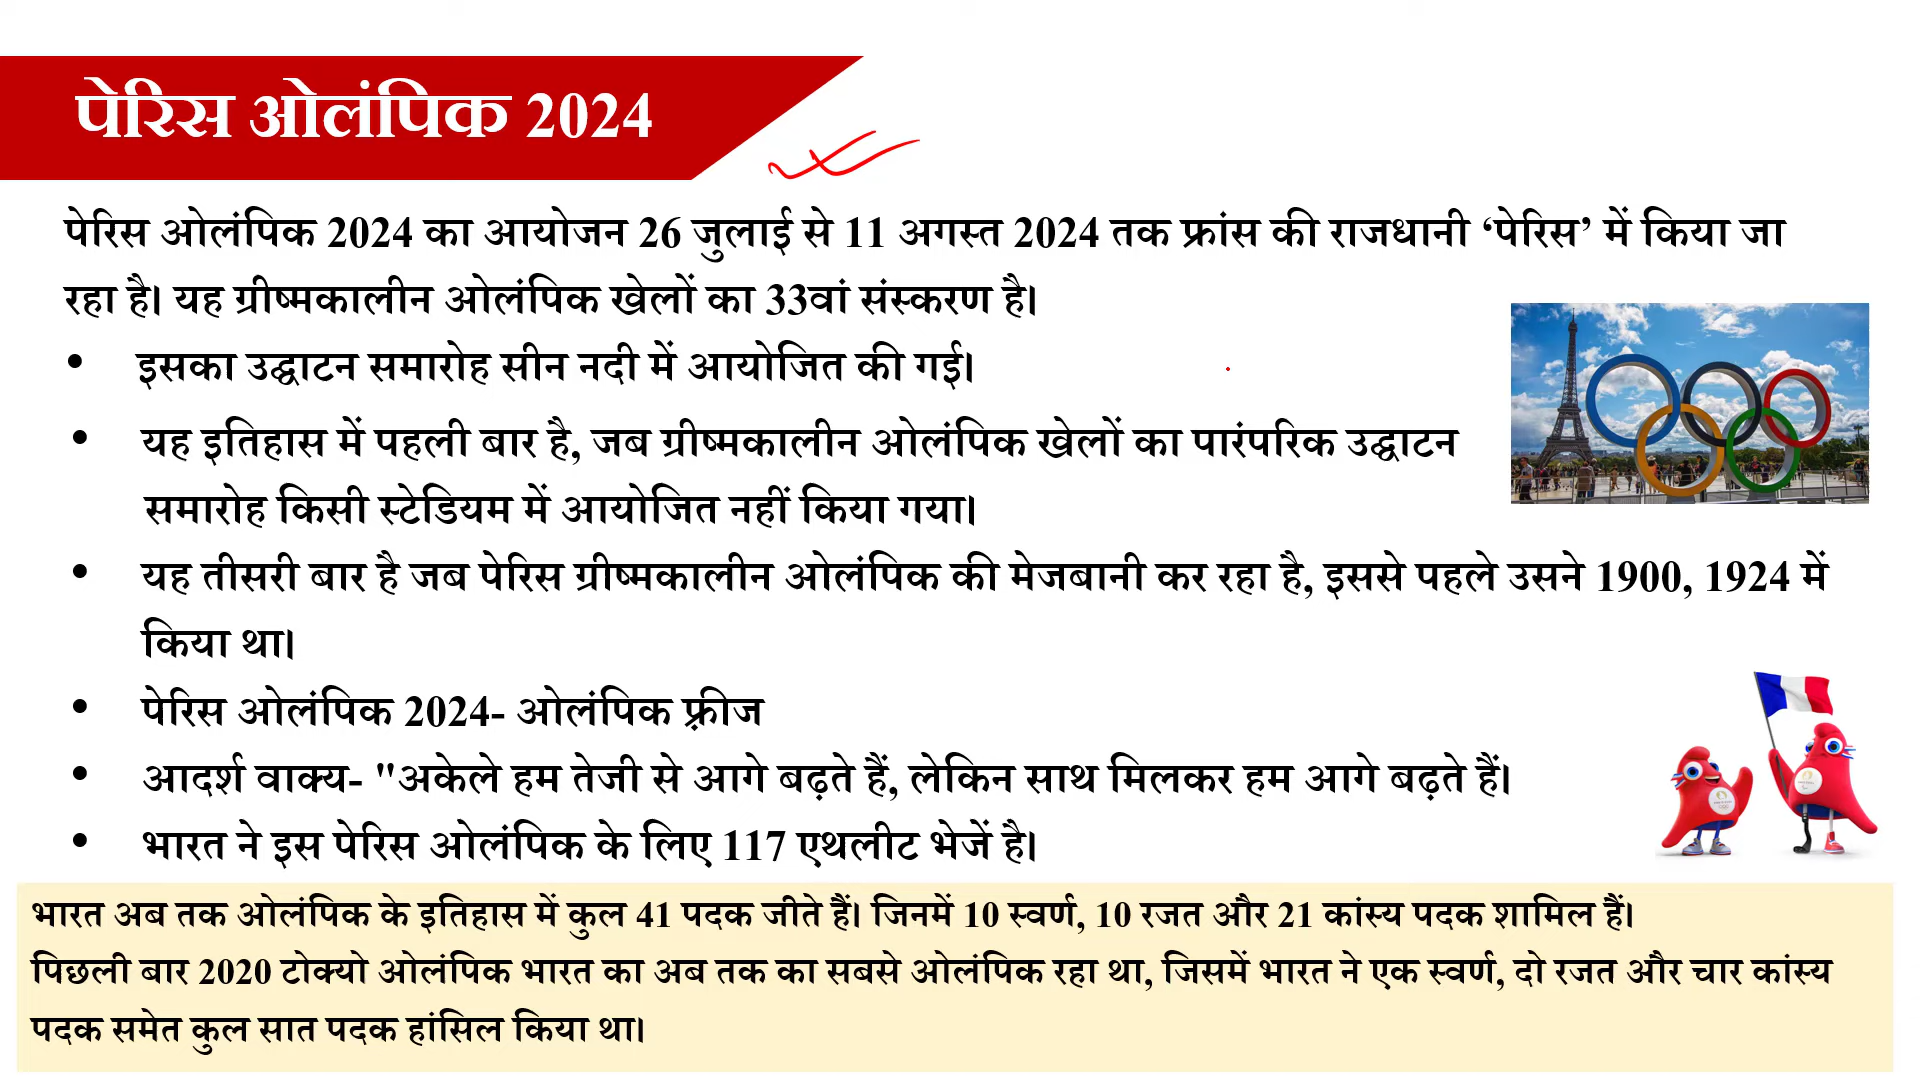 पेरिस ओलंपिक 2024
पेरिस ओलंपिक 2024 का आयोजन 26 जुलाई से 11 अगस्त 2024 तक फ्रांस की राजधानी ‘पेरिस’ में किया जा
रहा है। यह ग्रीष्मकालीन ओलंपिक खेलों का 33वां संस्करण है।
• इसका उद्घाटन समारोह सीन नदी में आयोजित की गई।
• यह इतिहास में पहली बार है, जब ग्रीष्मकालीन ओलंपिक खेलों का पारंपरिक उद्घाटन
समारोह किसी स्टेडियम में आयोजित नहीं किया गया।
• यह तीसरी बार है जब पेरिस ग्रीष्मकालीन ओलंपिक की मेजबानी कर रहा है, इससे पहले उसने 1900, 1924 में
किया था।
• पेरिस ओलंपिक 2024- ओलंपिक फ़्रीज
• आदर्श वाक्य- "अकेले हम तेजी से आगे बढ़ते हैं, लेकिन साथ मिलकर हम आगे बढ़ते हैं।
• भारत ने इस पेरिस ओलंपिक के लिए 117 एथलीट भेजें है।
भारत अब तक ओलंपिक के इतिहास में कुल 41 पदक जीते हैं। जिनमें 10 स्वर्ण, 10 रजत और 21 कांस्य पदक शामिल हैं।
पिछली बार 2020 टोक्यो ओलंपिक भारत का अब तक का सबसे ओलंपिक रहा था, जिसमें भारत ने एक स्वर्ण, दो रजत और चार कांस्य
पदक समेत कुल सात पदक हांसिल किया था।